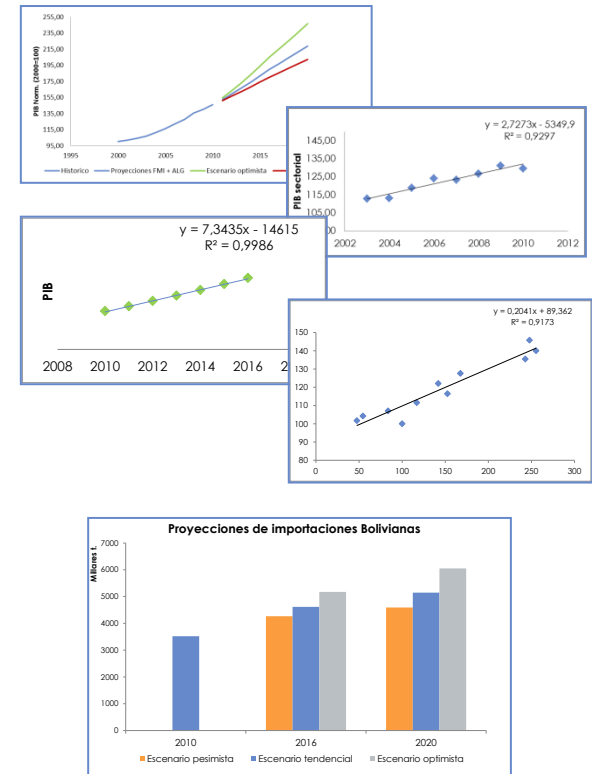 255,00
235,00
215,00
195,00
175,00
155,00
135,00
115,00
95,00
PIB Norm. (2000=100)
1995 2000 2005 2010 2015
Historico Proyecciones FMI + ALG Escenario optimista
y = 2,7273x - 5349,9
R² = 0,9297
145,00
135,00
125,00
115,00
105,00
00
PIB sectorial
2002 2004 2006 2008 2010 2012
y = 7,3435x - 14615
R² = 0,9986
PIB
2008 2010 2012 2014 2016 2
y = 0,2041x + 89,362
R² = 0,9173
150
140
130
120
110
100
90
80
0 50 100 150 200 250 300
Proyecciones de importaciones Bolivianas
Millares t.
7000
6000
5000
4000
3000
2000
1000
0
2010 2016 2020
Escenario pesimista Escenario tendencial Escenario optimista